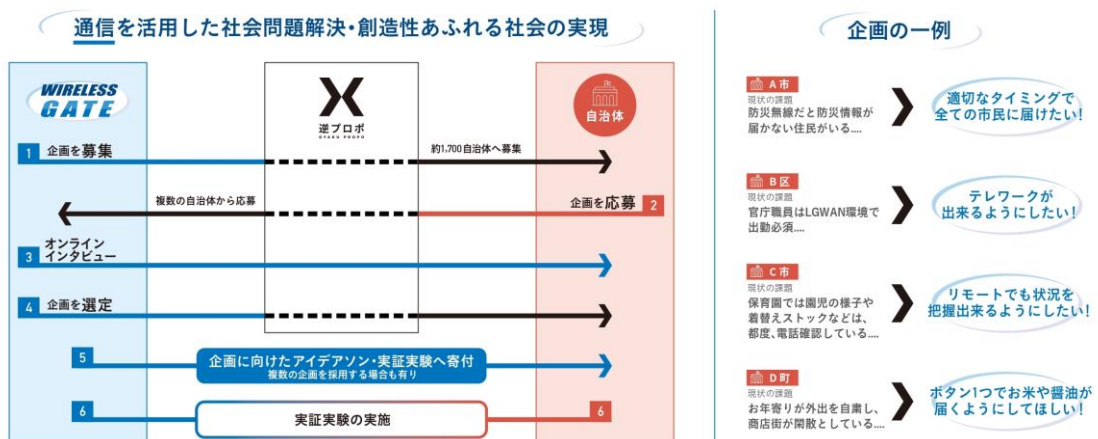 通信を活用した社会問題解決・創造性あふれる社会の実現
WIRELESS
GATE
逆プロポ
GYAKU PROPO
自治体
1 企画を募集
約1,700自治体へ募集
複数の自治体から応募
企画を応募 2
3 オンライン
インタビュー
4 企画を選定
5 企画に向けたアイデアソン・実証実験へ寄付
複数の企画を採用する場合も有り
6 実証実験の実施 6
企画の一例
A市
現状の課題
防災無線だと防災情報が
届かない住民がいる....
適切なタイミングで
全ての市民に届けたい!
B区
現状の課題
官庁職員はLGWAN環境で
出勤必須....
テレワークが
出来るようにしたい!
C市
現状の課題
保育園では園児の様子や
着替えストックなどは、
都度、電話確認している....
リモートでも状況を
把握出来るようにしたい!
D町
現状の課題
お年寄りが外出を自粛し、
商店街が閑散としている....
ボタン1つでお米や醤油が
届くようにしてほしい!